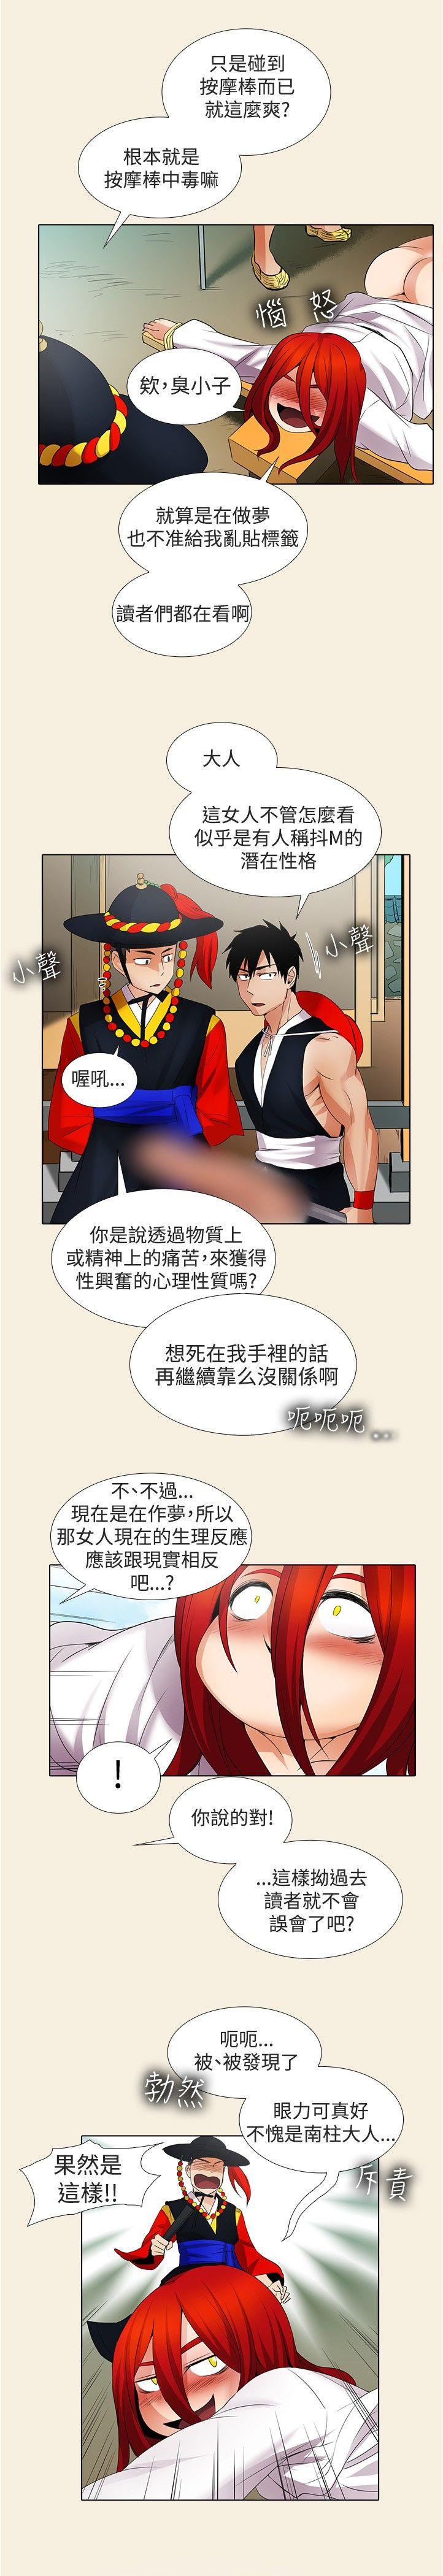 只是碰到
按摩棒而已
就這麼爽?
根本就是
按摩棒中毒嘛
惱怒
欸,臭小子
就算是在做夢
也不准給我亂貼標籤
讀者們都在看啊
大人
這女人不管怎麼看
似乎是有人稱抖M的
潛在性格
小聲
小聲
喔吼...
你是說透過物質上
或精神上的痛苦,來獲得
性興奮的心理性質嗎?
想死在我手裡的話
再繼續靠么沒關係啊
呃呃呃...
不、不過...
現在是在作夢,所以
那女人現在的生理反應
應該跟現實相反
吧...?
!
你說的對!
...這樣拗過去
讀者就不會
誤會了吧?
呃呃...
被、被發現了
勃然
眼力可真好
不愧是南柱大人...
果然是
這樣!!
斥責